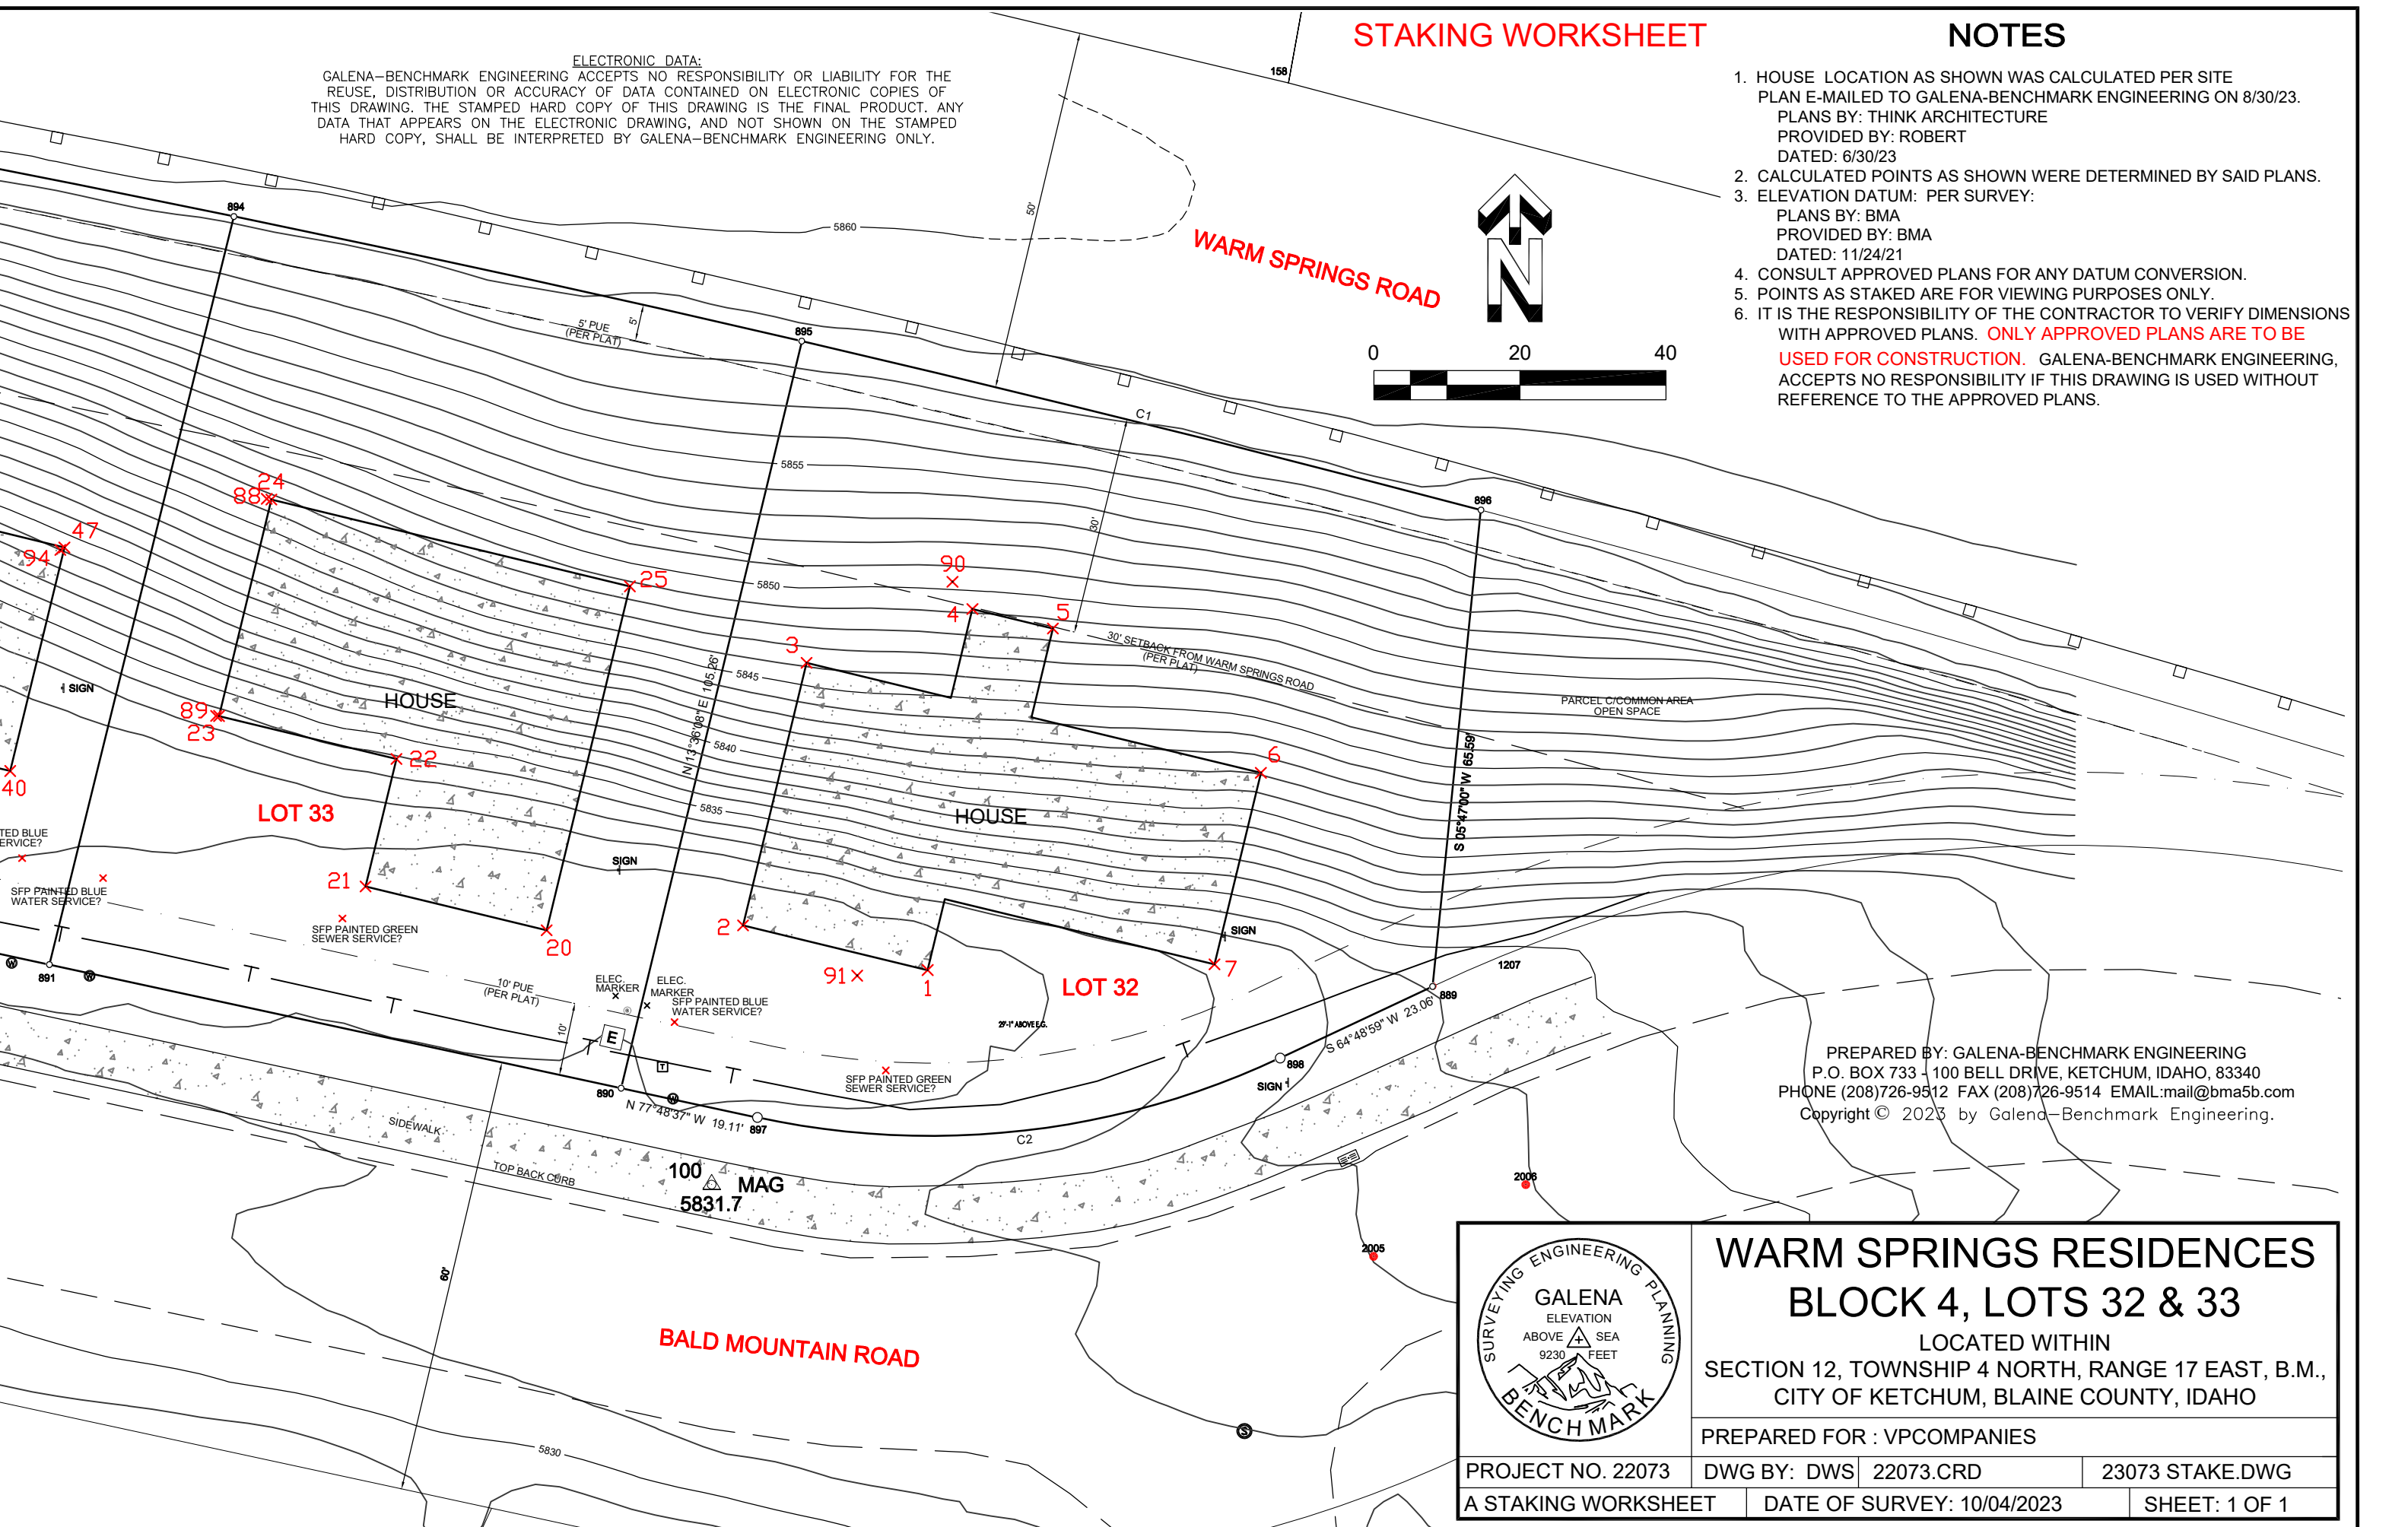 STAKING WORKSHEET
NOTES
1. HOUSE LOCATION AS SHOWN WAS CALCULATED PER SITE
PLAN E-MAILED TO GALENA-BENCHMARK ENGINEERING ON 8/30/23.
PLANS BY: THINK ARCHITECTURE
PROVIDED BY: ROBERT
DATED: 6/30/23
2. CALCULATED POINTS AS SHOWN WERE DETERMINED BY SAID PLANS.
3. ELEVATION DATUM: PER SURVEY:
PLANS BY: BMA
PROVIDED BY: BMA
DATED: 11/24/21
4. CONSULT APPROVED PLANS FOR ANY DATUM CONVERSION.
5. POINTS AS STAKED ARE FOR VIEWING PURPOSES ONLY.
6. IT IS THE RESPONSIBILITY OF THE CONTRACTOR TO VERIFY DIMENSIONS
WITH APPROVED PLANS. ONLY APPROVED PLANS ARE TO BE
USED FOR CONSTRUCTION. GALENA-BENCHMARK ENGINEERING,
ACCEPTS NO RESPONSIBILITY IF THIS DRAWING IS USED WITHOUT
REFERENCE TO THE APPROVED PLANS.
ELECTRONIC DATA:
GALENA-BENCHMARK ENGINEERING ACCEPTS NO RESPONSIBILITY OR LIABILITY FOR THE
REUSE, DISTRIBUTION OR ACCURACY OF DATA CONTAINED ON ELECTRONIC COPIES OF
THIS DRAWING. THE STAMPED HARD COPY OF THIS DRAWING IS THE FINAL PRODUCT. ANY
DATA THAT APPEARS ON THE ELECTRONIC DRAWING, AND NOT SHOWN ON THE STAMPED
HARD COPY, SHALL BE INTERPRETED BY GALENA-BENCHMARK ENGINEERING ONLY.
158
50'
5860
WARM SPRINGS ROAD
N
0 20 40
894
5' PUE
(PER PLAT)
5'
895
C1
5855
30'
896
24
88
47
94
25
5850
90
4
5
3
30' SETBACK FROM WARM SPRINGS ROAD
(PER PLAT)
5845
SIGN
HOUSE
89
23
22
N 13°36'08" E 105.26'
5840
PARCEL C/COMMON AREA
OPEN SPACE
6
S 05°47'00" W 65.59'
40
LOT 33
5835
HOUSE
TED BLUE
ERVICE?
SIGN
SFP PAINTED BLUE
WATER SERVICE?
21
SFP PAINTED GREEN
SEWER SERVICE?
20
2
91
1
SIGN
7
1207
W
W
891
10' PUE
(PER PLAT)
10'
ELEC.
MARKER
ELEC.
MARKER
SFP PAINTED BLUE
WATER SERVICE?
LOT 32
29'-1" ABOVE E.G.
889
S 64°48'59" W 23.06'
E
T
T
T
T
T
T
T
898
SIGN
SFP PAINTED GREEN
SEWER SERVICE?
890
W
N 77°48'37" W 19.11'
897
C2
SIDEWALK
TOP BACK CURB
100
MAG
5831.7
60'
2006
2005
BALD MOUNTAIN ROAD
S
5830
PREPARED BY: GALENA-BENCHMARK ENGINEERING
P.O. BOX 733 - 100 BELL DRIVE, KETCHUM, IDAHO, 83340
PHONE (208)726-9512 FAX (208)726-9514 EMAIL:mail@bma5b.com
Copyright © 2023 by Galena-Benchmark Engineering.
SURVEYING ENGINEERING PLANNING
GALENA
ELEVATION
ABOVE SEA
9230 FEET
BENCHMARK
WARM SPRINGS RESIDENCES
BLOCK 4, LOTS 32 & 33
LOCATED WITHIN
SECTION 12, TOWNSHIP 4 NORTH, RANGE 17 EAST, B.M.,
CITY OF KETCHUM, BLAINE COUNTY, IDAHO
PREPARED FOR : VPCOMPANIES
PROJECT NO. 22073 DWG BY: DWS 22073.CRD 23073 STAKE.DWG
A STAKING WORKSHEET DATE OF SURVEY: 10/04/2023 SHEET: 1 OF 1